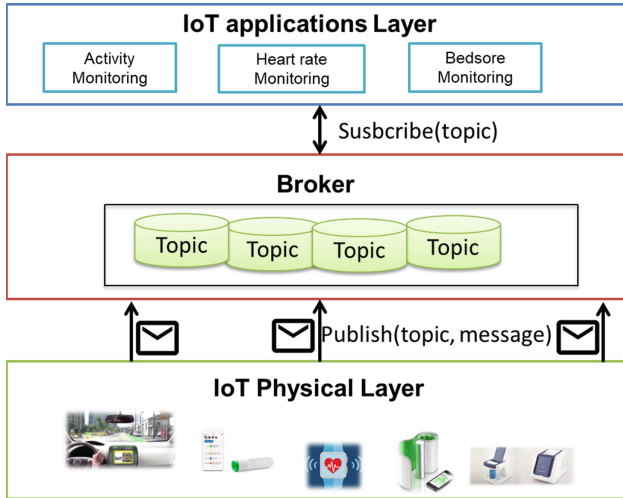 IoT applications Layer
Activity
Monitoring
Heart rate
Monitoring
Bedsore
Monitoring
Susbcribe(topic)
Broker
Topic
Topic
Topic
Topic
Publish(topic, message)
IoT Physical Layer